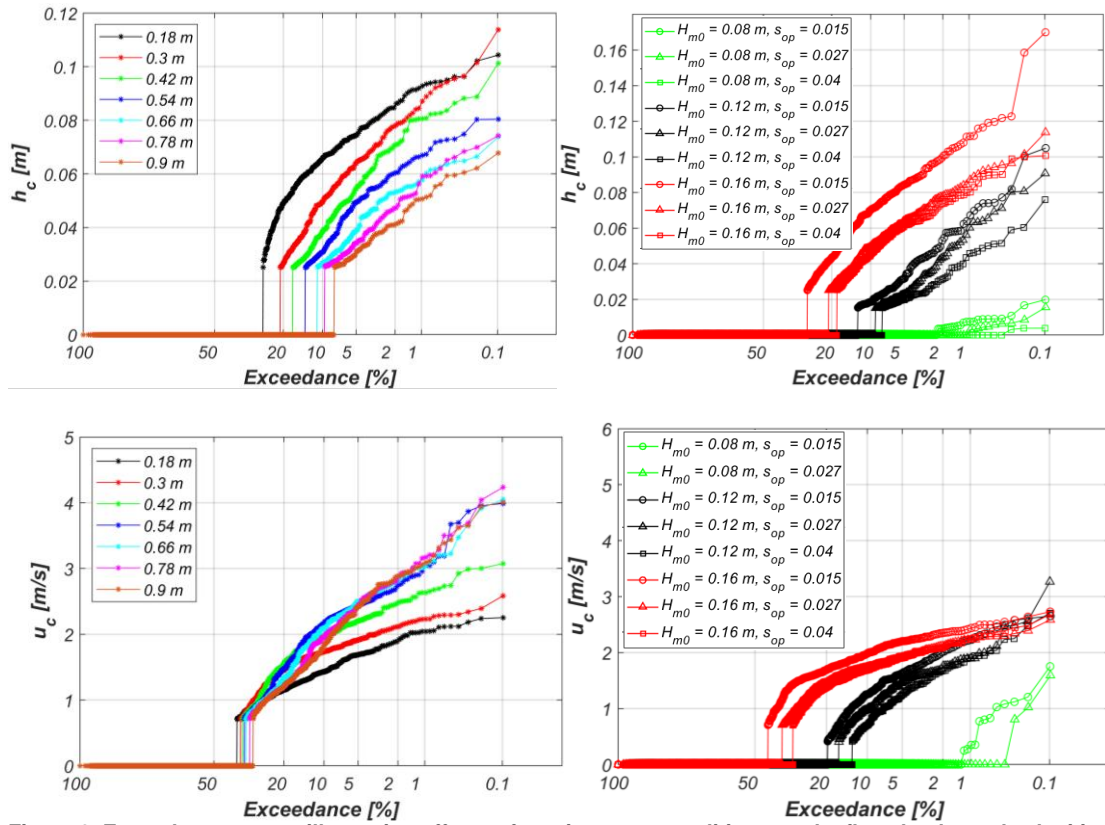 0.12
0.1
0.08
0.06
0.04
0.02
0
h_c [m]
0.18 m
0.3 m
0.42 m
0.54 m
0.66 m
0.78 m
0.9 m
100 50 20 10 5 2 1 0.1
Exceedance [%]
0.16
0.14
0.12
0.1
0.08
0.06
0.04
0.02
0
h_c [m]
H_m0 = 0.08 m, s_op = 0.015
H_m0 = 0.08 m, s_op = 0.027
H_m0 = 0.08 m, s_op = 0.04
H_m0 = 0.12 m, s_op = 0.015
H_m0 = 0.12 m, s_op = 0.027
H_m0 = 0.12 m, s_op = 0.04
H_m0 = 0.16 m, s_op = 0.015
H_m0 = 0.16 m, s_op = 0.027
H_m0 = 0.16 m, s_op = 0.04
100 50 20 10 5 2 1 0.1
Exceedance [%]
5
4
3
2
1
0
u_c [m/s]
0.18 m
0.3 m
0.42 m
0.54 m
0.66 m
0.78 m
0.9 m
100 50 20 10 5 2 1 0.1
Exceedance [%]
6
5
4
3
2
1
0
u_c [m/s]
H_m0 = 0.08 m, s_op = 0.015
H_m0 = 0.08 m, s_op = 0.027
H_m0 = 0.12 m, s_op = 0.015
H_m0 = 0.12 m, s_op = 0.027
H_m0 = 0.12 m, s_op = 0.04
H_m0 = 0.16 m, s_op = 0.015
H_m0 = 0.16 m, s_op = 0.027
H_m0 = 0.16 m, s_op = 0.04
100 50 20 10 5 2 1 0.1
Exceedance [%]